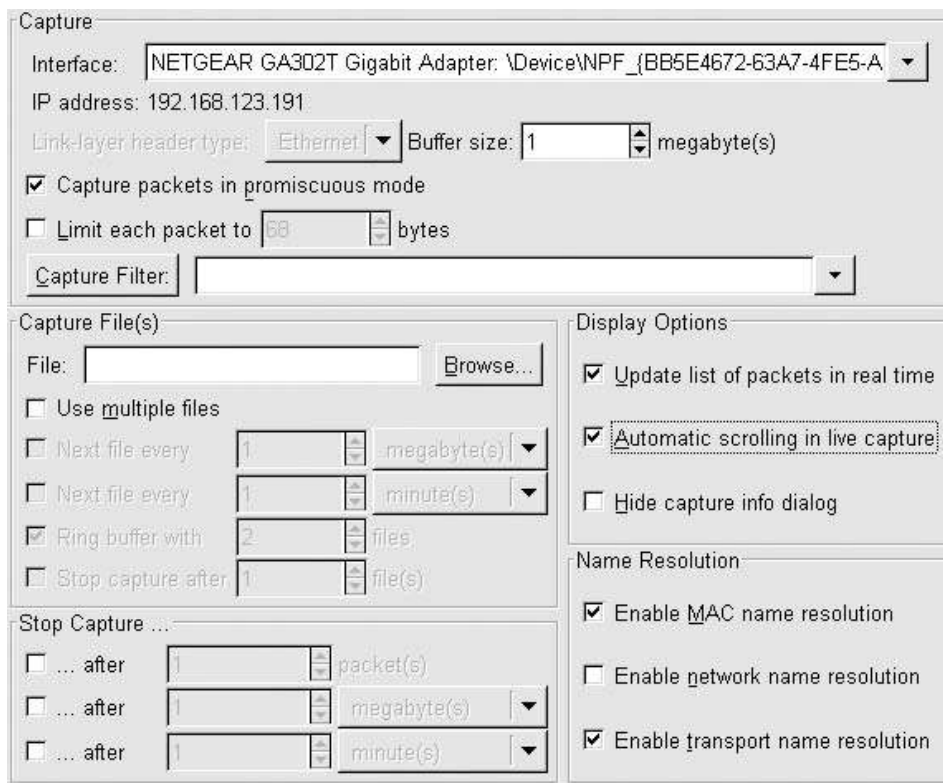 Capture
Interface: NETGEAR GA302T Gigabit Adapter: \Device\NPF_{BB5E4672-63A7-4FE5-A
IP address: 192.168.123.191
Link-layer header type: Ethernet Buffer size: 1 megabyte(s)
Capture packets in promiscuous mode
Limit each packet to 68 bytes
Capture Filter:
Capture File(s)
File: Browse...
Use multiple files
Next file every 1 megabyte(s)
Next file every 1 minute(s)
Ring buffer with 2 files
Stop capture after 1 file(s)
Stop Capture ...
... after 1 packet(s)
... after 1 megabyte(s)
... after 1 minute(s)
Display Options
Update list of packets in real time
Automatic scrolling in live capture
Hide capture info dialog
Name Resolution
Enable MAC name resolution
Enable network name resolution
Enable transport name resolution